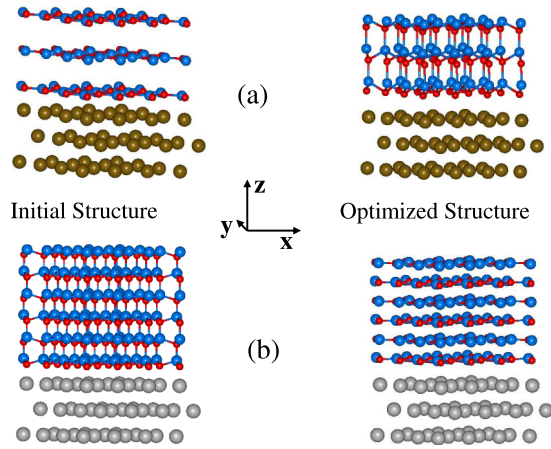 (a)
z
Initial Structure
Optimized Structure
y
x
(b)